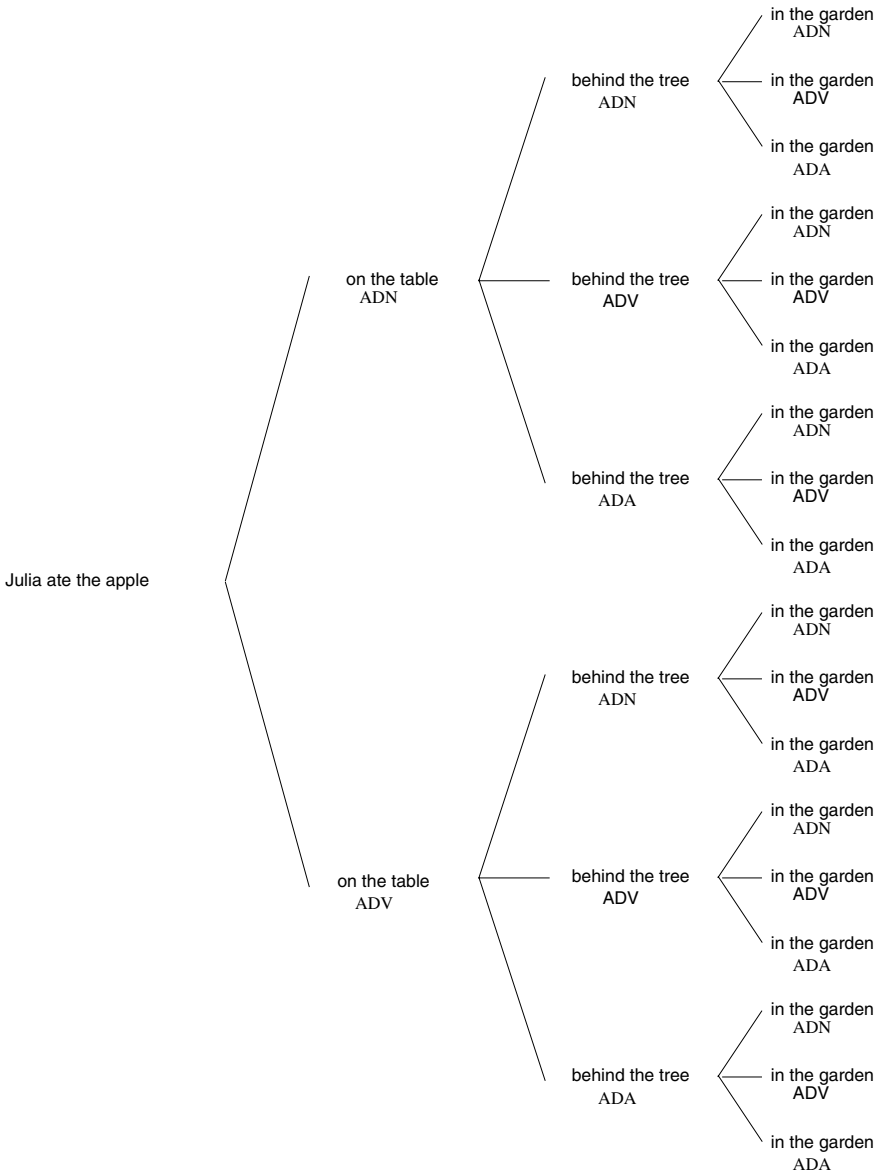 in the garden
ADN
behind the tree
in the garden
ADN
ADV
in the garden
ADA
in the garden
ADN
on the table
behind the tree
in the garden
ADN
ADV
ADV
in the garden
ADA
in the garden
ADN
behind the tree
in the garden
ADA
ADV
in the garden
ADA
Julia ate the apple
in the garden
ADN
behind the tree
in the garden
ADN
ADV
in the garden
ADA
in the garden
ADN
on the table
behind the tree
in the garden
ADV
ADV
ADV
in the garden
ADA
in the garden
ADN
behind the tree
in the garden
ADA
ADV
in the garden
ADA